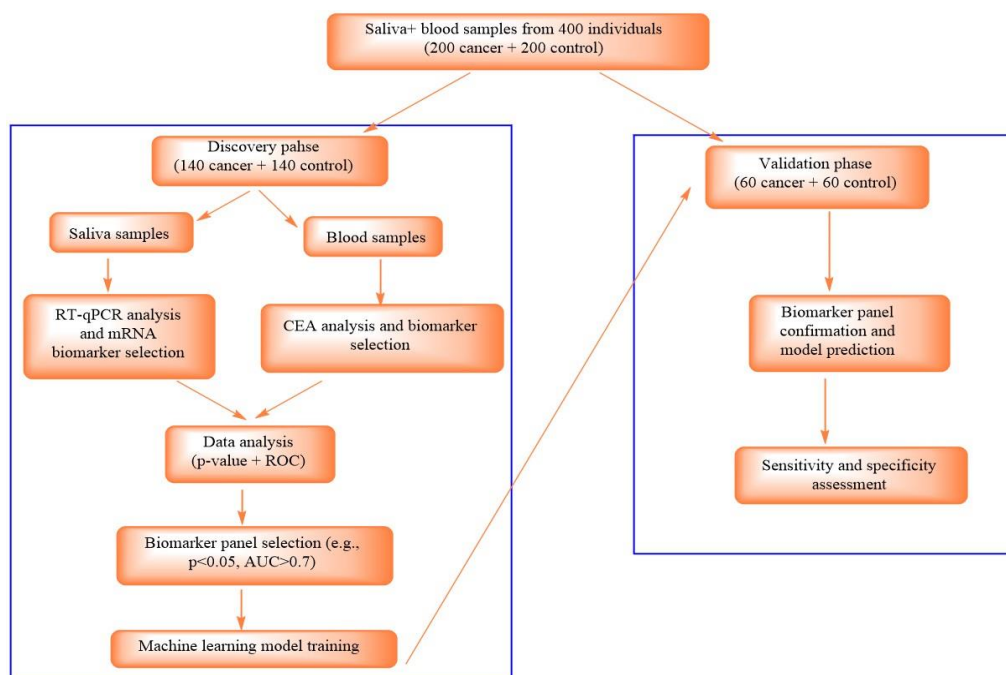 Saliva+ blood samples from 400 individuals
(200 cancer + 200 control)
Discovery pahse
(140 cancer + 140 control)
Saliva samples
Blood samples
RT-qPCR analysis
and mRNA
biomarker selection
CEA analysis and biomarker
selection
Data analysis
(p-value + ROC)
Biomarker panel selection (e.g.,
p<0.05, AUC>0.7)
Machine learning model training
Validation phase
(60 cancer + 60 control)
Biomarker panel
confirmation and
model prediction
Sensitivity and specificity
assessment